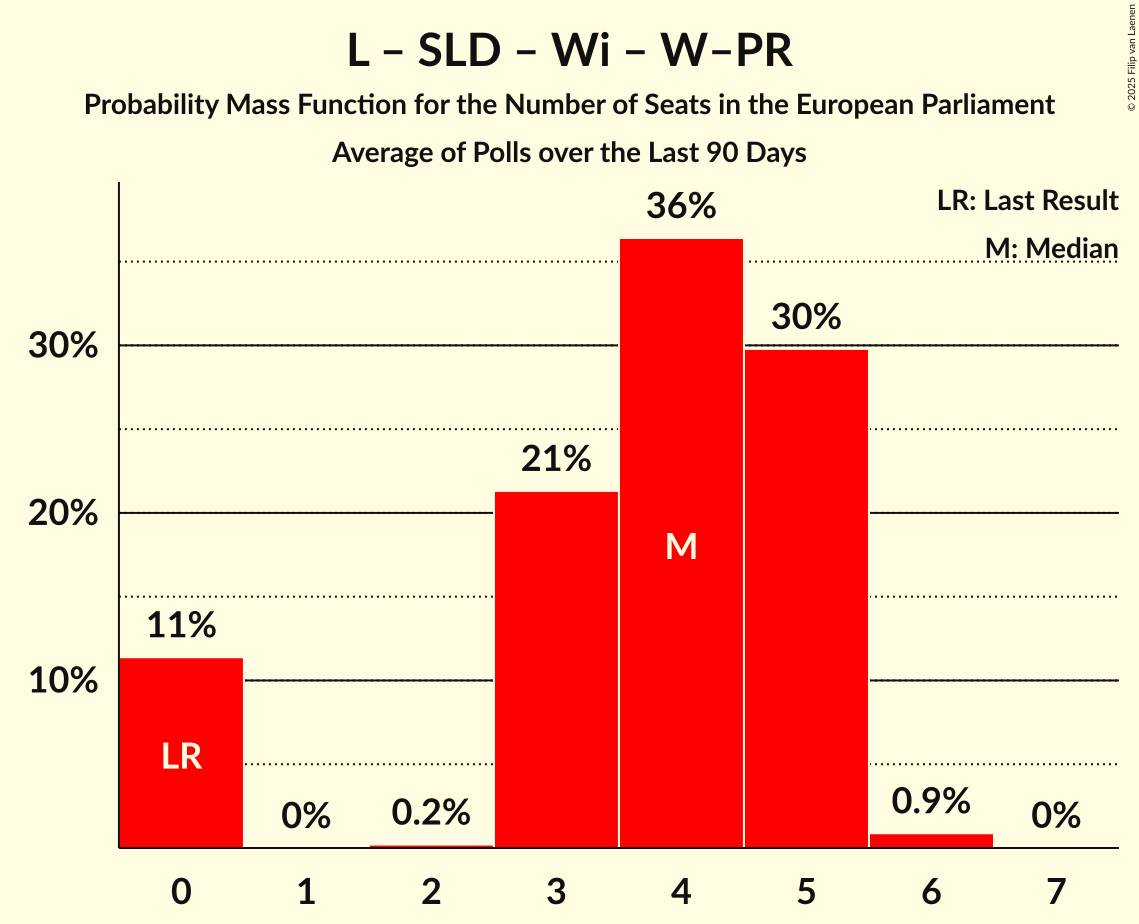 L – SLD – Wi – W–PR
Probability Mass Function for the Number of Seats in the European Parliament
Average of Polls over the Last 90 Days
© 2025 Filip van Laenen
LR: Last Result
M: Median
36%
30%
30%
21%
20%
M
11%
10%
LR
0%
0.2%
0.9%
0%
0 1 2 3 4 5 6 7